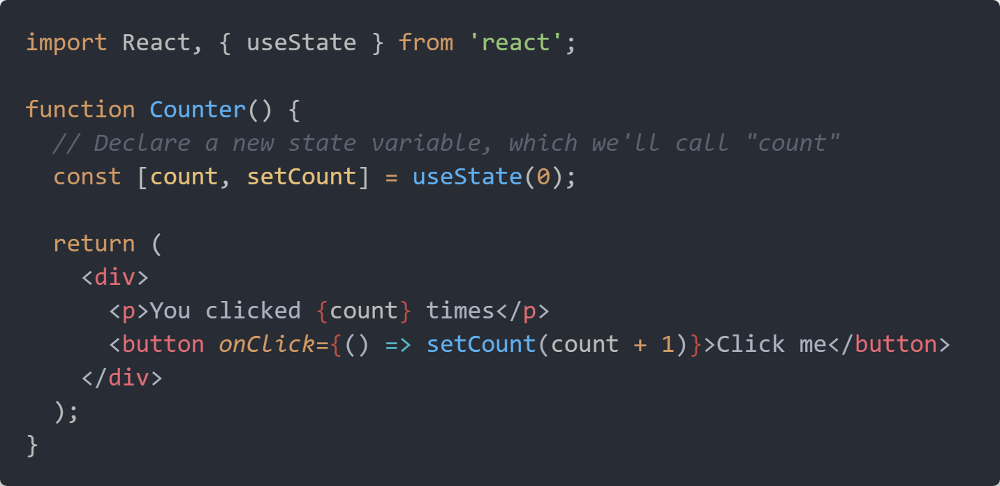 import React, { useState } from 'react';

function Counter() {
  // Declare a new state variable, which we'll call "count"
  const [count, setCount] = useState(0);

  return (
    <div>
      <p>You clicked {count} times</p>
      <button onClick={() => setCount(count + 1)}>Click me</button>
    </div>
  );
}